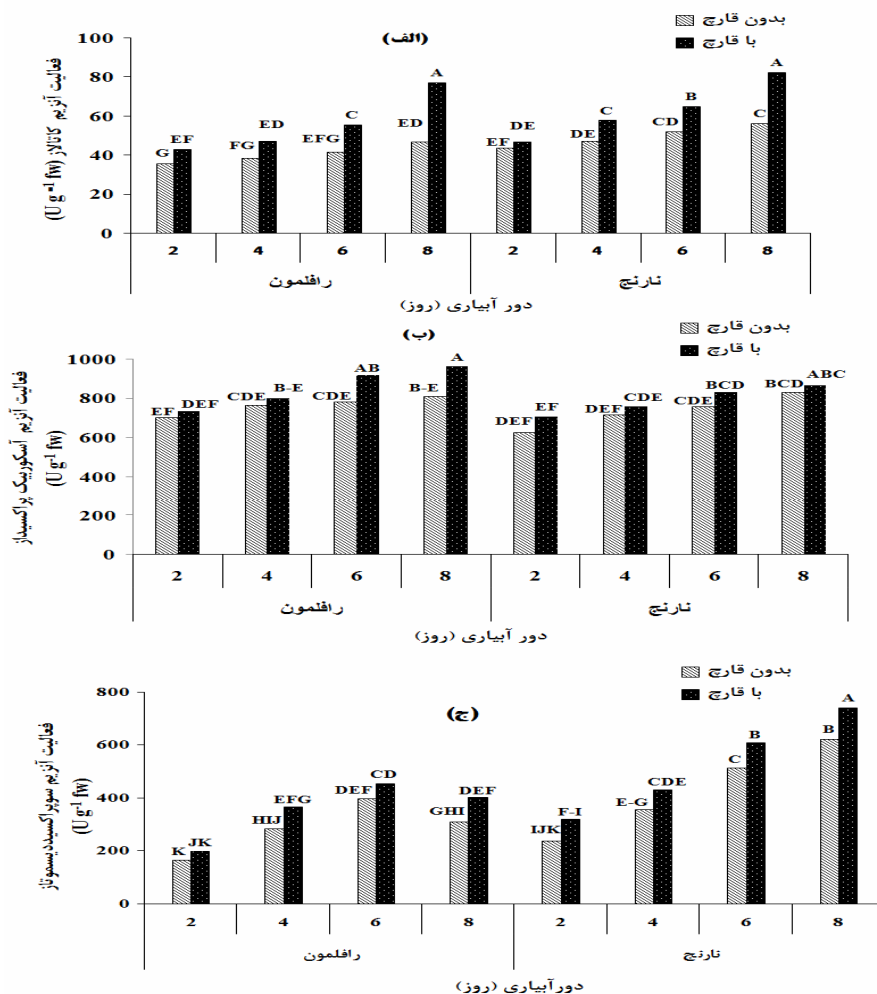 بدون قارچ
با قارچ
(الف)
فعالیت آنزیم کاتالاز
(U g⁻¹ fw)
100
80
60
40
20
0
G EF FG ED EFG C ED A EF DE DE C CD B C A
2 4 6 8 2 4 6 8
رافلمون نارنج
دور آبیاری (روز)
بدون قارچ
با قارچ
(ب)
فعالیت آنزیم آسکوربیک پراکسیداز
(U g⁻¹ fw)
1000
800
600
400
200
0
EF DEF CDE B-E CDE AB B-E A DEF EF DEF CDE CDE BCD BCD ABC
2 4 6 8 2 4 6 8
رافلمون نارنج
دور آبیاری (روز)
بدون قارچ
با قارچ
(ج)
فعالیت آنزیم سوپراکسیددیسموتاز
(U g⁻¹ fw)
800
600
400
200
0
K JK HIJ EFG DEF CD GHI DEF IJK F-I E-G CDE C B B A
2 4 6 8 2 4 6 8
رافلمون نارنج
دورآبیاری (روز)